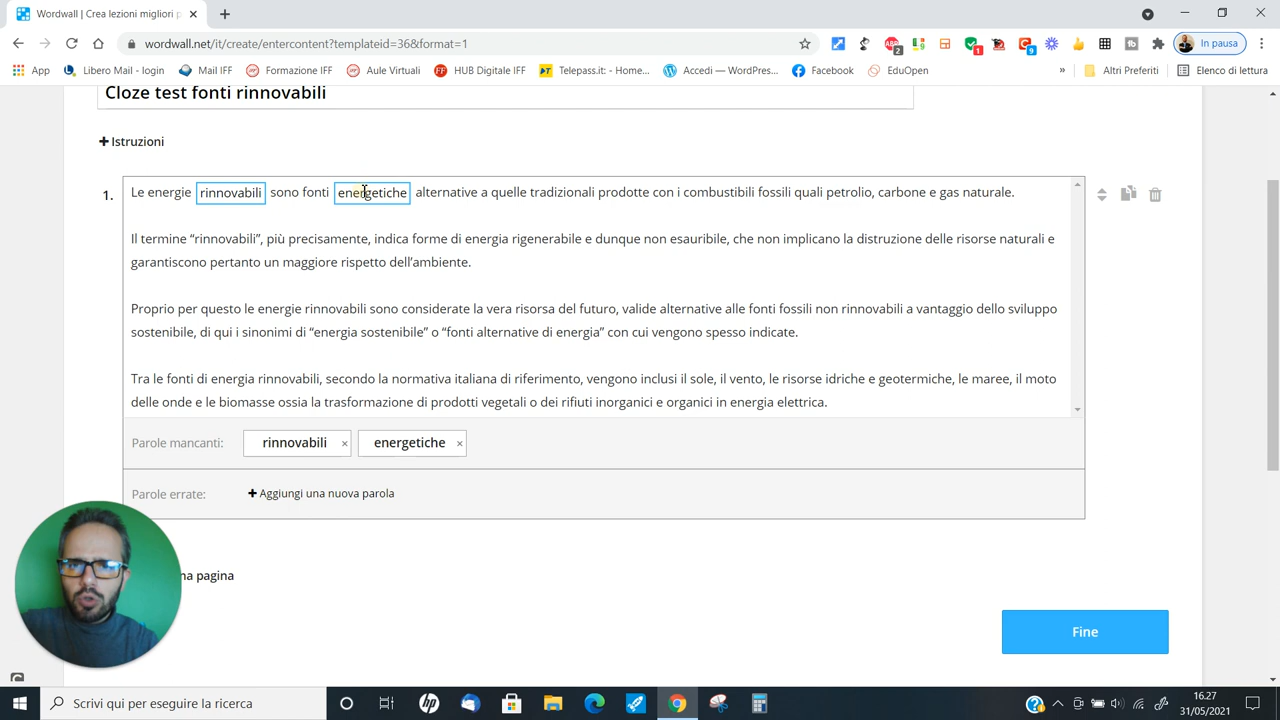 Wordwall | Crea lezioni migliori p
wordwall.net/it/create/entercontent?templateid=36&format=1
In pausa
App
Libero Mail - login
Mail IFF
Formazione IFF
Aule Virtuali
HUB Digitale IFF
Telepass.it: - Home...
Accedi — WordPres...
Facebook
EduOpen
»
Altri Preferiti
Elenco di lettura
Cloze test fonti rinnovabili
+ Istruzioni
1.
Le energie rinnovabili sono fonti energetiche alternative a quelle tradizionali prodotte con i combustibili fossili quali petrolio, carbone e gas naturale.
Il termine “rinnovabili”, più precisamente, indica forme di energia rigenerabile e dunque non esauribile, che non implicano la distruzione delle risorse naturali e
garantiscono pertanto un maggiore rispetto dell’ambiente.
Proprio per questo le energie rinnovabili sono considerate la vera risorsa del futuro, valide alternative alle fonti fossili non rinnovabili a vantaggio dello sviluppo
sostenibile, di qui i sinonimi di “energia sostenibile” o “fonti alternative di energia” con cui vengono spesso indicate.
Tra le fonti di energia rinnovabili, secondo la normativa italiana di riferimento, vengono inclusi il sole, il vento, le risorse idriche e geotermiche, le maree, il moto
delle onde e le biomasse ossia la trasformazione di prodotti vegetali o dei rifiuti inorganici e organici in energia elettrica.
Parole mancanti: rinnovabili × energetiche ×
Parole errate: + Aggiungi una nuova parola
na pagina
Fine
Scrivi qui per eseguire la ricerca
16.27
31/05/2021